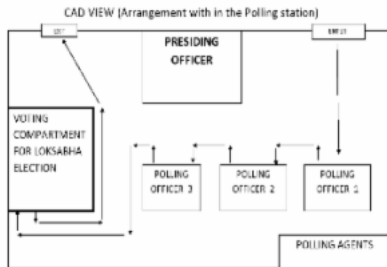 CAD VIEW (Arrangement with in the Polling station)
EXIT
PRESIDING
OFFICER
VOTING
COMPARTMENT
FOR LOKSABHA
ELECTION
POLLING
OFFICER 3
POLLING
OFFICER 2
POLLING
OFFICER 1
POLLING AGENTS